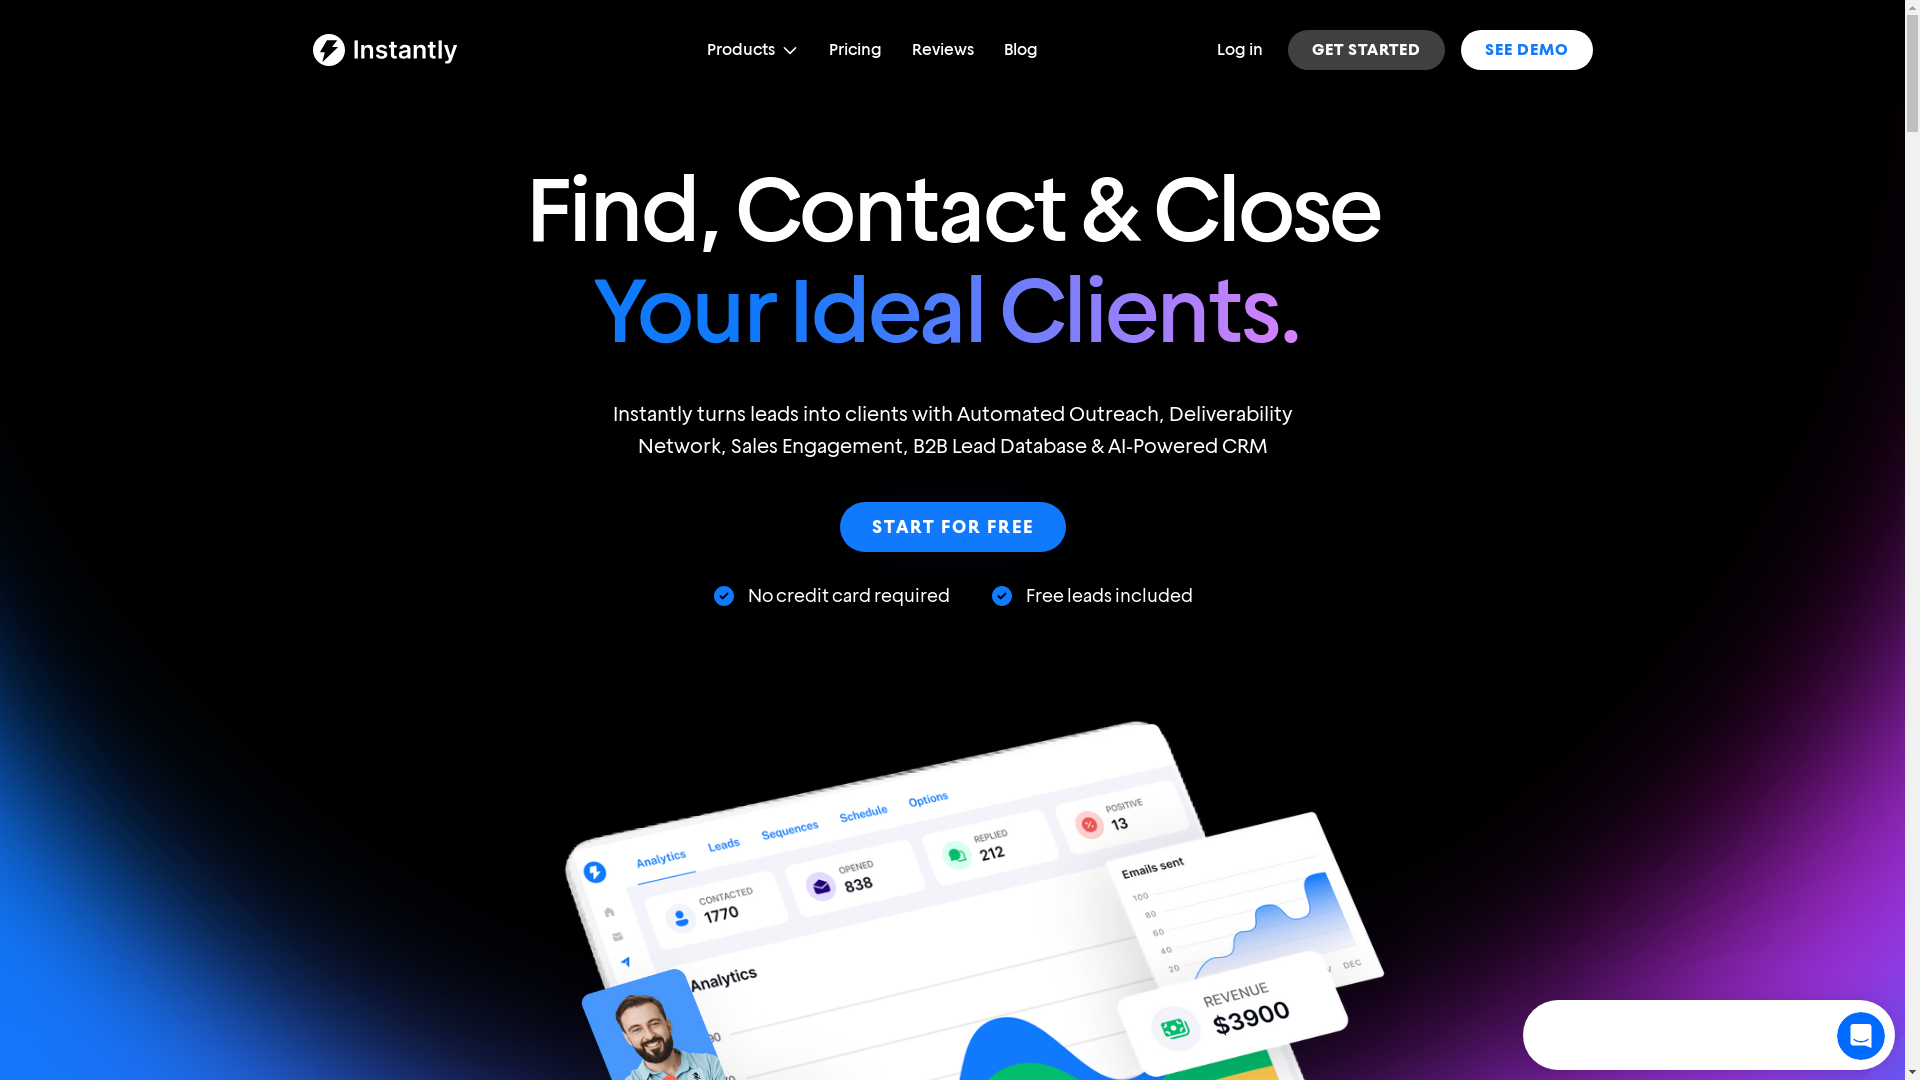 Instantly
Products
Pricing
Reviews
Blog
Log in
GET STARTED
SEE DEMO
Find, Contact & Close
Your Ideal Clients.
Instantly turns leads into clients with Automated Outreach, Deliverability
Network, Sales Engagement, B2B Lead Database & AI-Powered CRM
START FOR FREE
No credit card required
Free leads included
Analytics
Leads
Sequences
Schedule
Options
CONTACTED
1770
OPENED
838
REPLIED
212
POSITIVE
13
Emails sent
100
80
60
40
20
DEC
Analytics
REVENUE
$3900